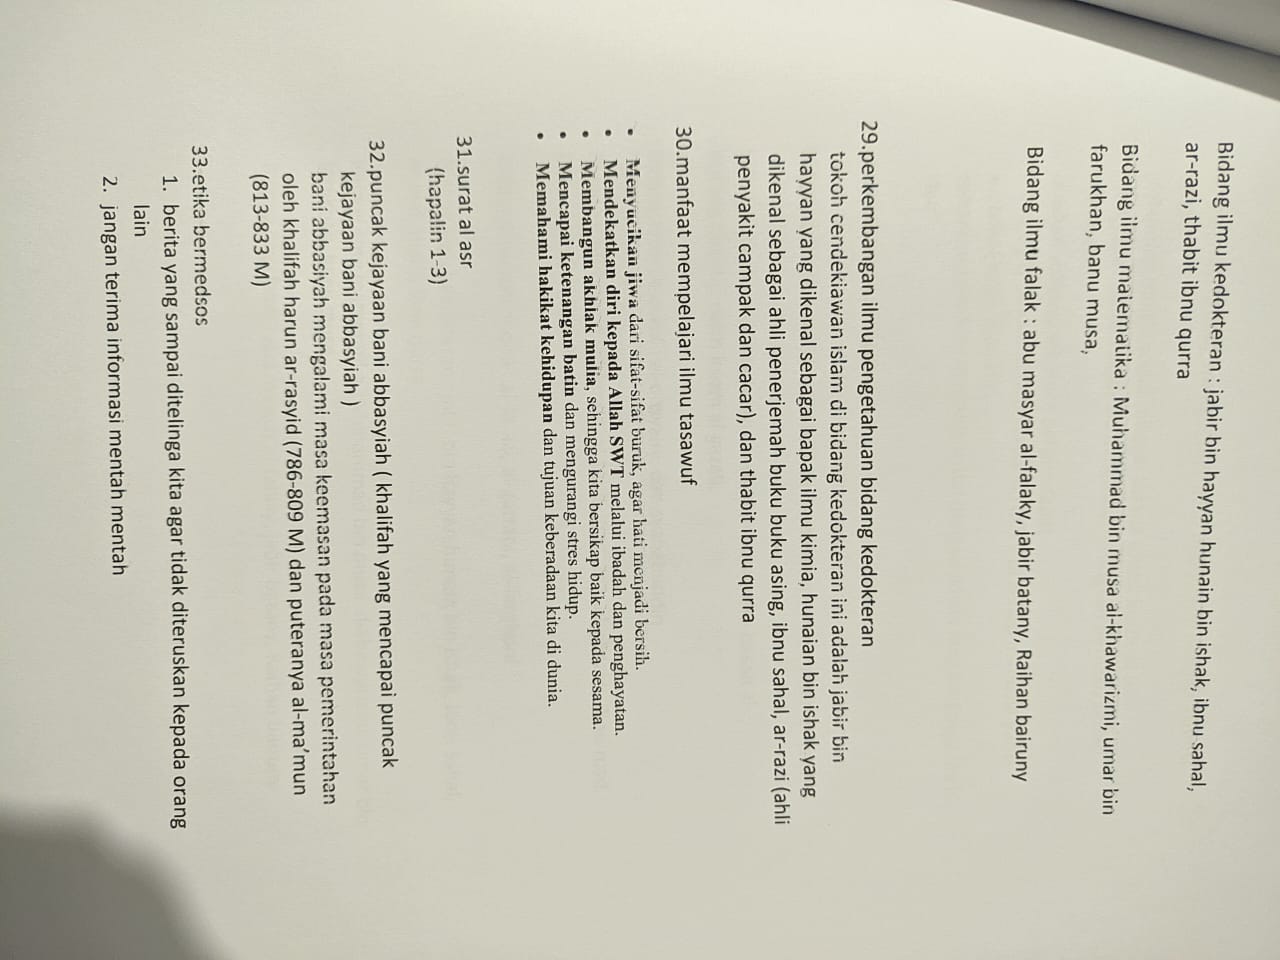 Bidang ilmu kedokteran : jabir bin hayyan hunain bin ishak, ibnu sahal,
ar-razi, thabit ibnu qurra
Bidang ilmu matematika : Muhammad bin musa al-khawarizmi, umar bin
farukhan, banu musa,
Bidang ilmu falak : abu masyar al-falaky, jabir batany, Raihan bairuny
29.perkembangan ilmu pengetahuan bidang kedokteran
tokoh cendekiawan islam di bidang kedokteran ini adalah jabir bin
hayyan yang dikenal sebagai bapak ilmu kimia, hunaian bin ishak yang
dikenal sebagai ahli penerjemah buku buku asing, ibnu sahal, ar-razi (ahli
penyakit campak dan cacar), dan thabit ibnu qurra
30.manfaat mempelajari ilmu tasawuf
• Menyucikan jiwa dari sifat-sifat buruk, agar hati menjadi bersih.
• Mendekatkan diri kepada Allah SWT melalui ibadah dan penghayatan.
• Membangun akhlak mulia, sehingga kita bersikap baik kepada sesama.
• Mencapai ketenangan batin dan mengurangi stres hidup.
• Memahami hakikat kehidupan dan tujuan keberadaan kita di dunia.
31.surat al asr
(hapalin 1-3)
32.puncak kejayaan bani abbasyiah ( khalifah yang mencapai puncak
kejayaan bani abbasyiah )
bani abbasiyah mengalami masa keemasan pada masa pemerintahan
oleh khalifah harun ar-rasyid (786-809 M) dan puteranya al-ma’mun
(813-833 M)
33.etika bermedsos
1. berita yang sampai ditelinga kita agar tidak diteruskan kepada orang
lain
2. jangan terima informasi mentah mentah